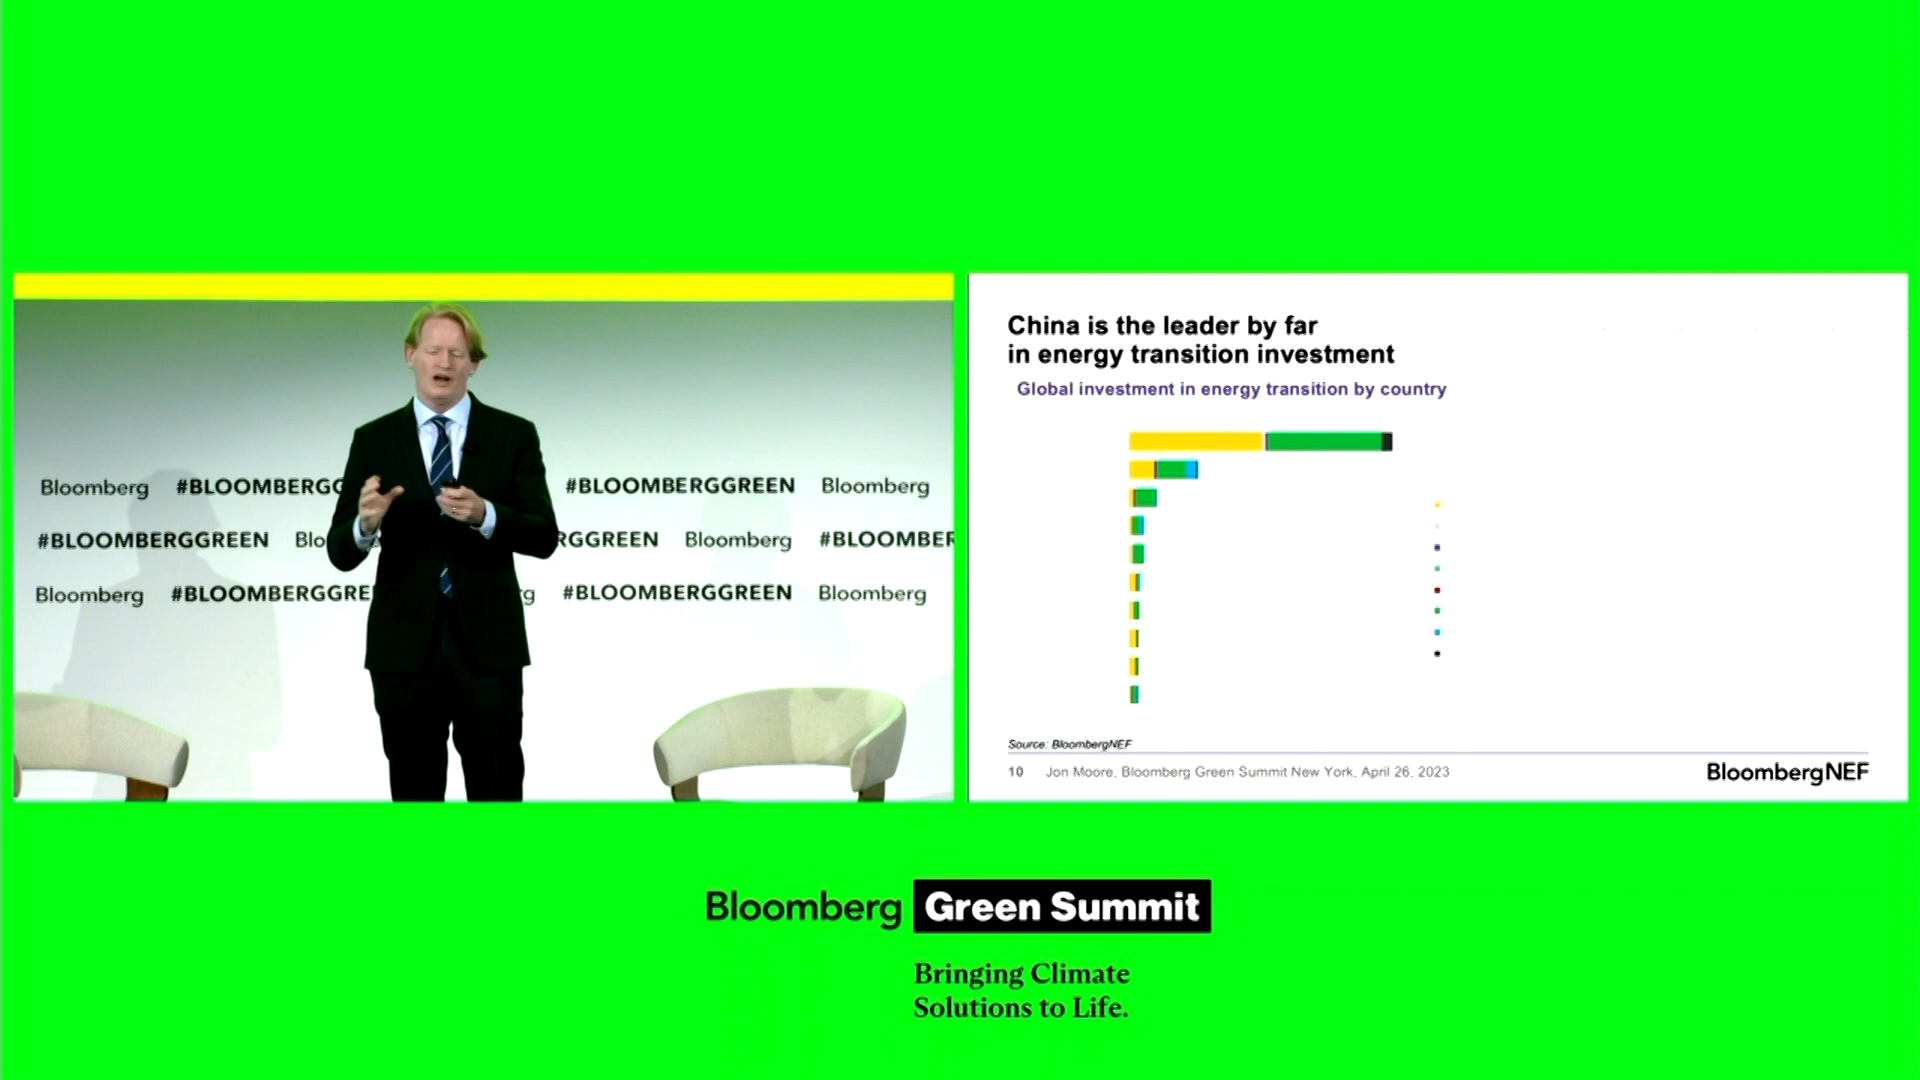 Bloomberg #BLOOMBERGG #BLOOMBERGGREEN Bloomberg
#BLOOMBERGGREEN Blo RGGREEN Bloomberg #BLOOMBER
Bloomberg #BLOOMBERGGRE rg #BLOOMBERGGREEN Bloomberg
China is the leader by far
in energy transition investment
Global investment in energy transition by country
Source: BloombergNEF
10 Jon Moore, Bloomberg Green Summit New York, April 26, 2023
BloombergNEF
Bloomberg Green Summit
Bringing Climate
Solutions to Life.